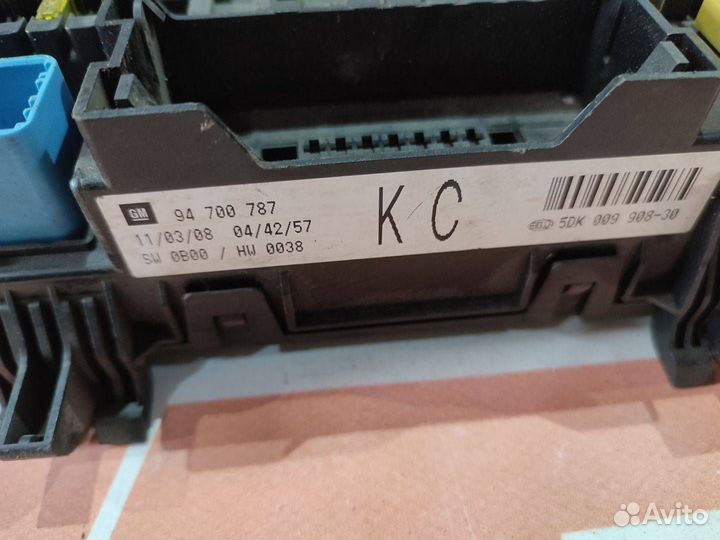 GM 94 700 787
11/03/08 04/42/57
SW 0B00 / HW 0038
K C
5DK 009 908-30
Avito